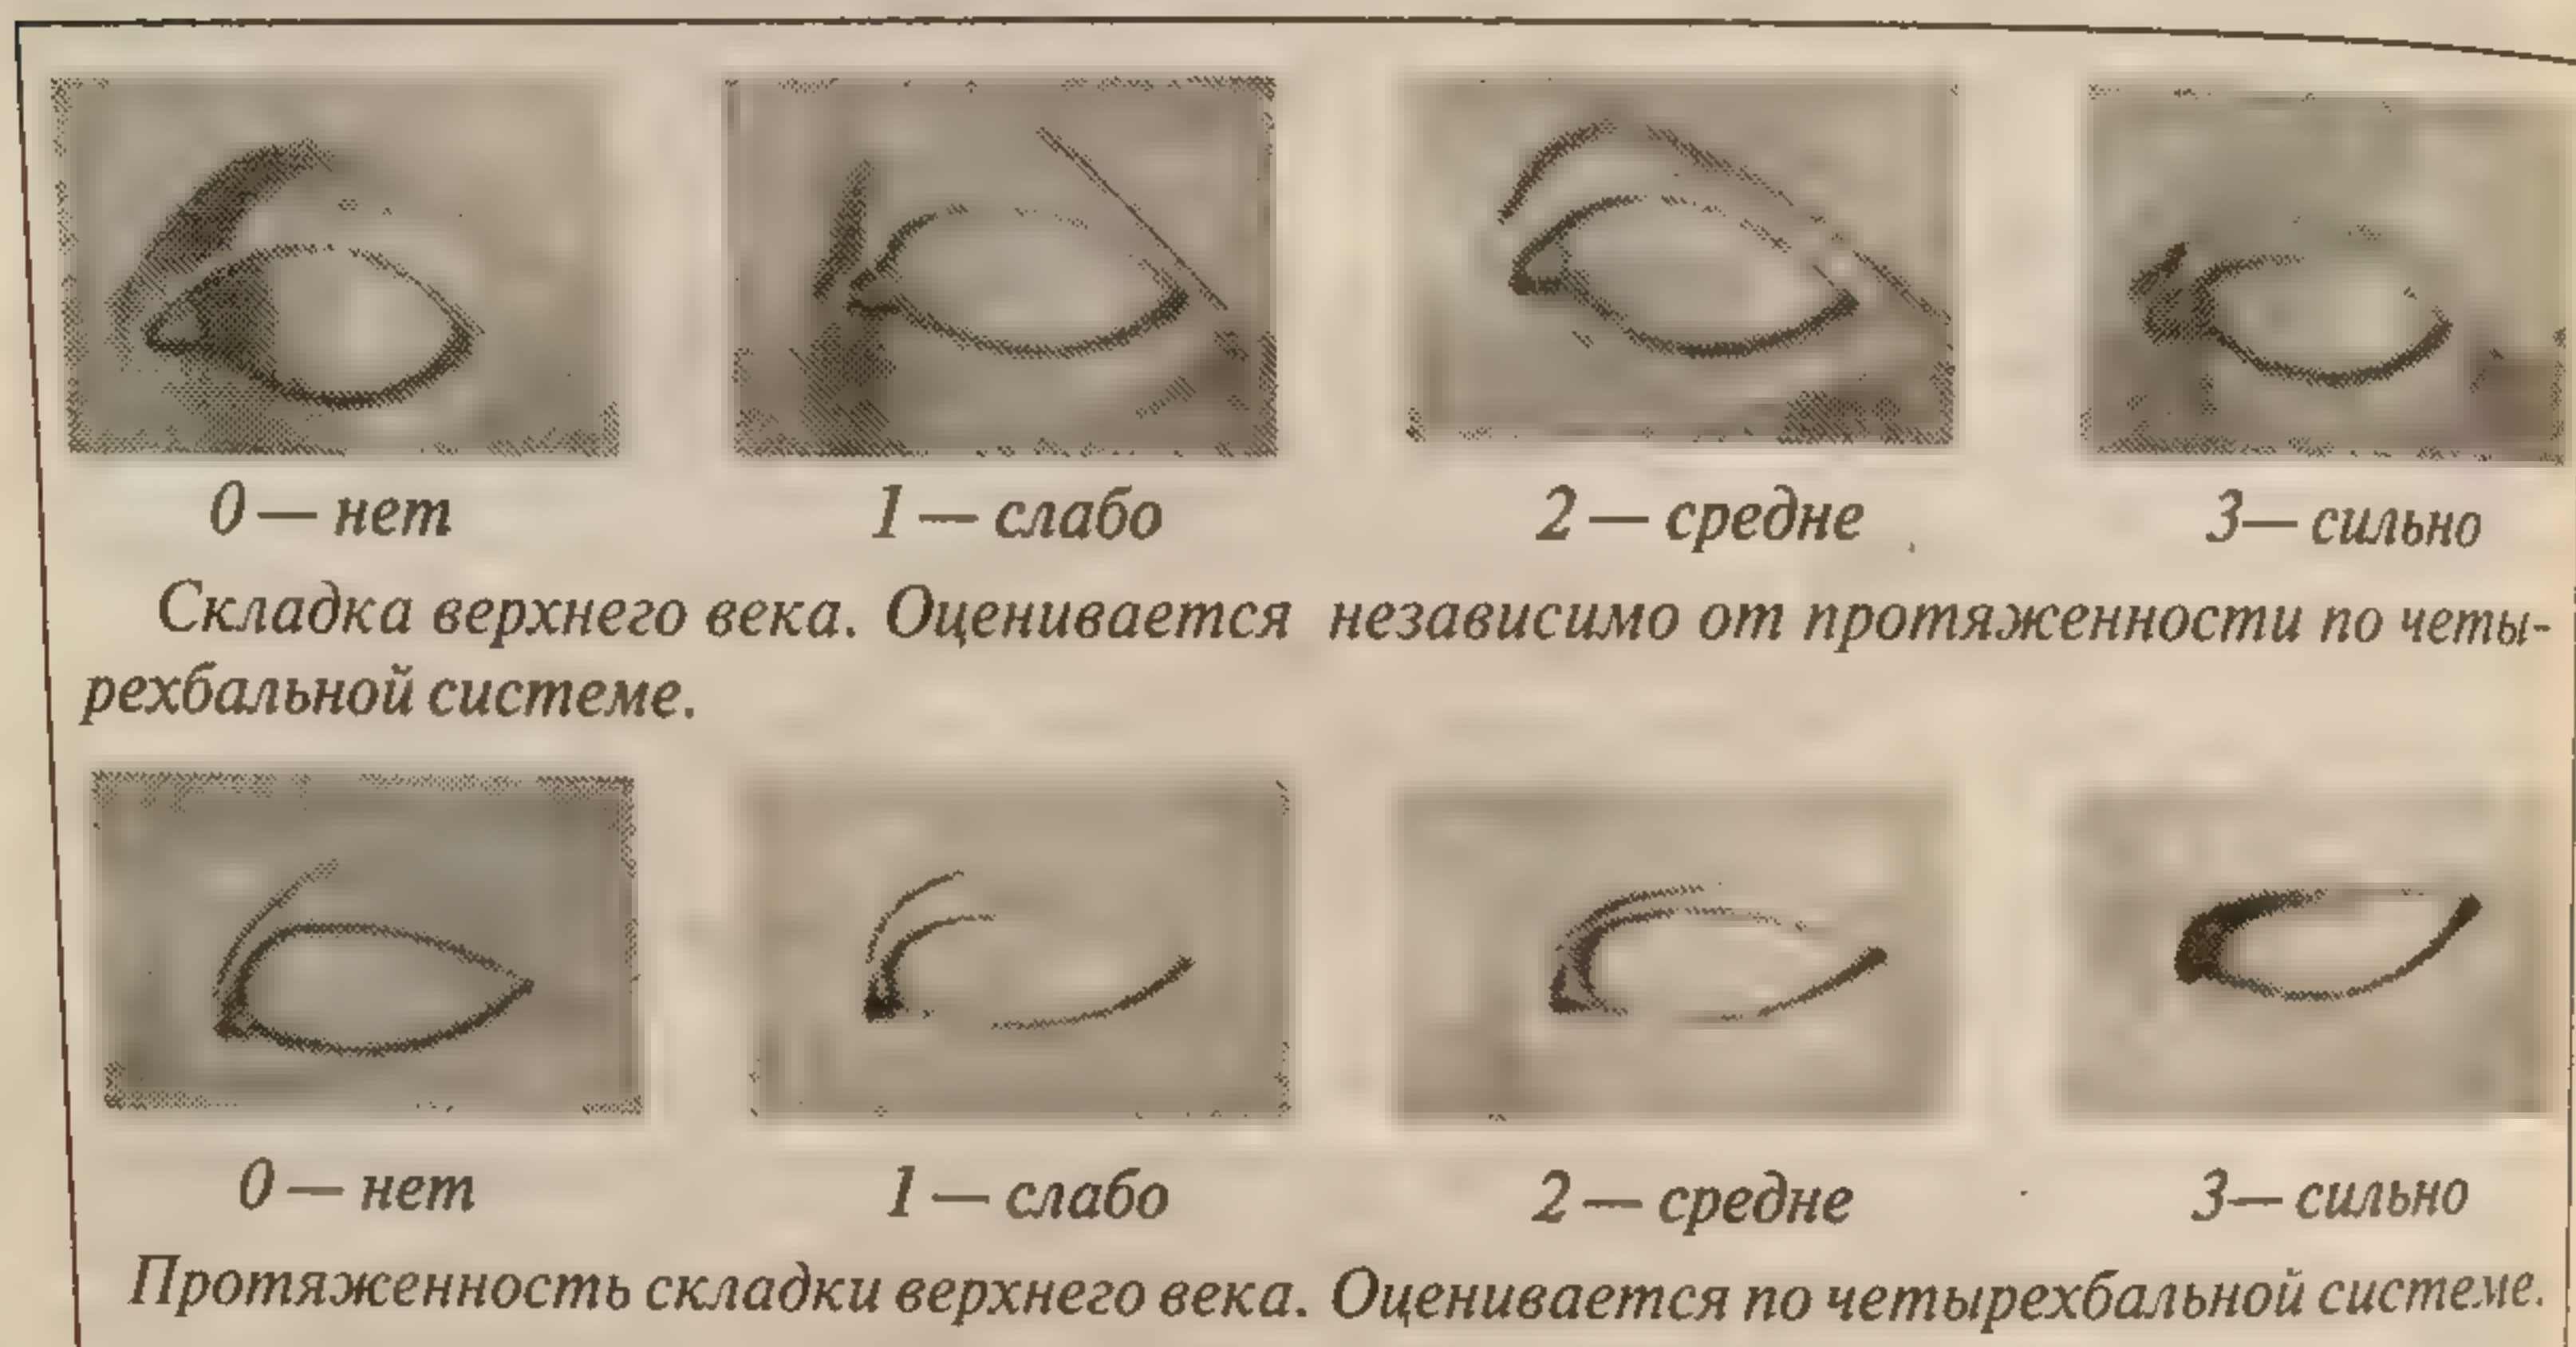 0 — нет 1 — слабо 2 — средне 3— сильно
Складка верхнего века. Оценивается независимо от протяженности по четы-
рехбальной системе.
0 — нет 1 — слабо 2 — средне 3— сильно
Протяженность складки верхнего века. Оценивается по четырехбальной системе.